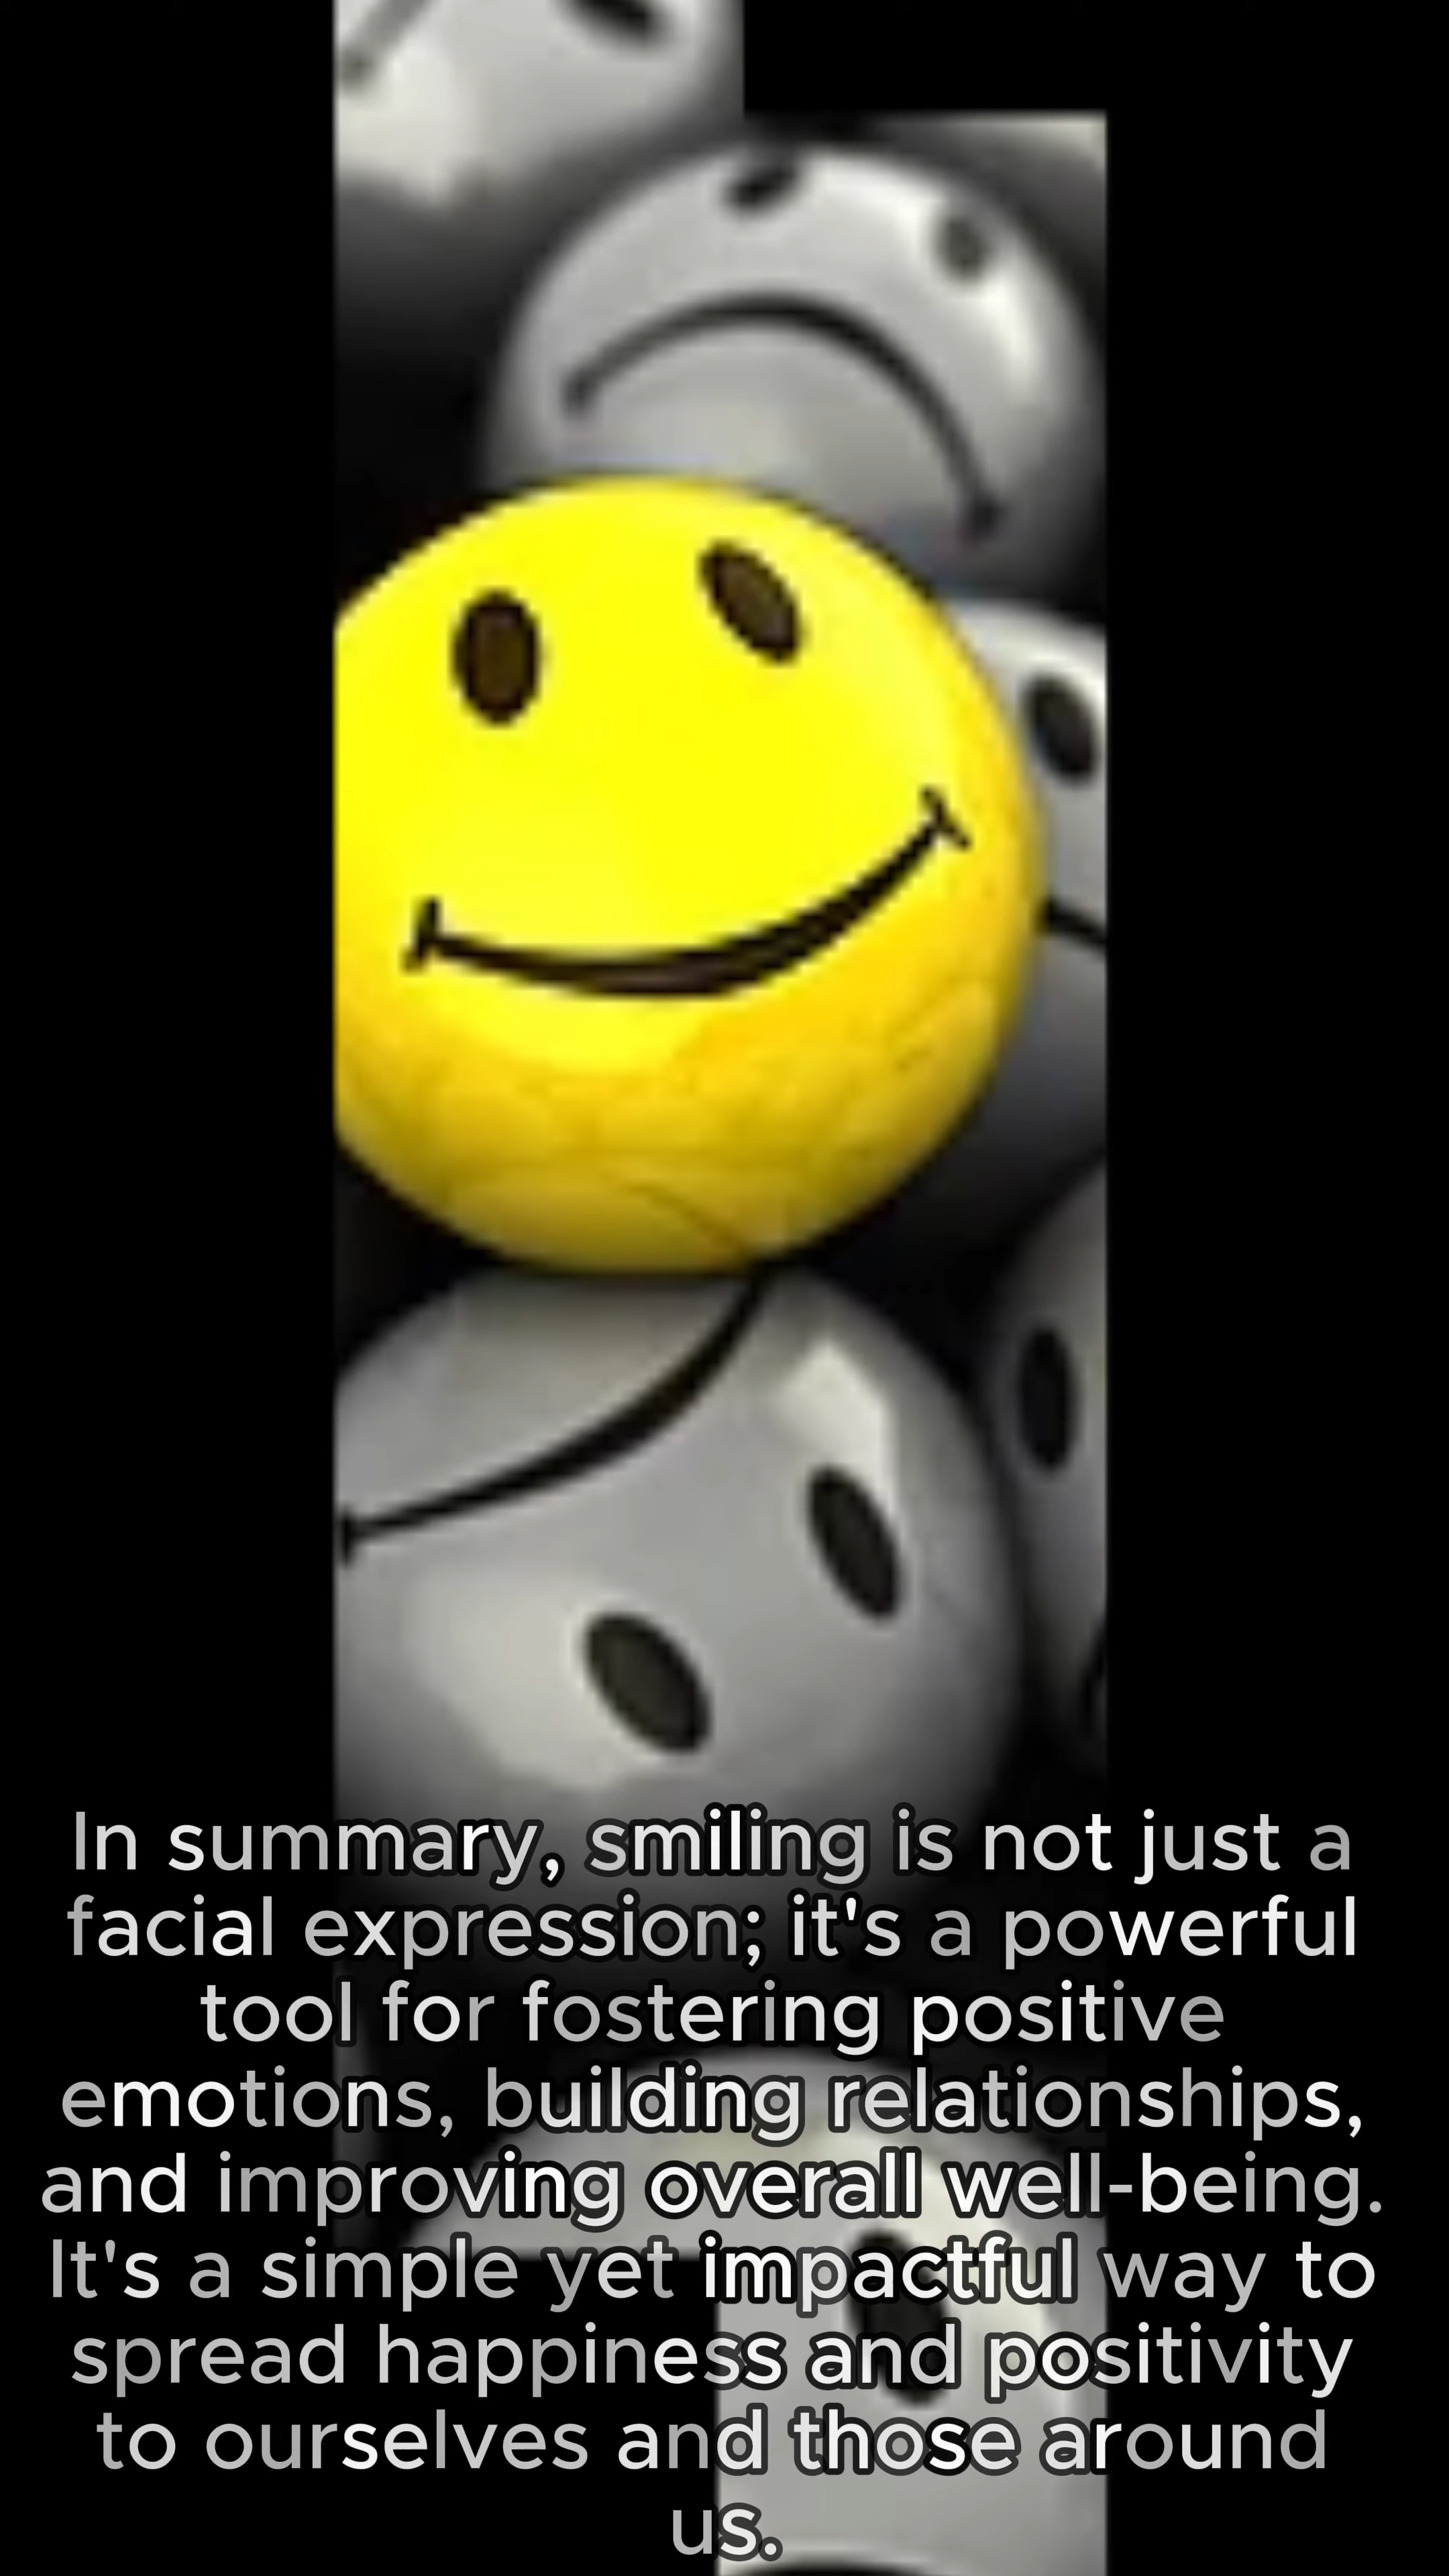 In summary, smiling is not just a
facial expression; it's a powerful
tool for fostering positive
emotions, building relationships,
and improving overall well-being.
It's a simple yet impactful way to
spread happiness and positivity
to ourselves and those around
us.